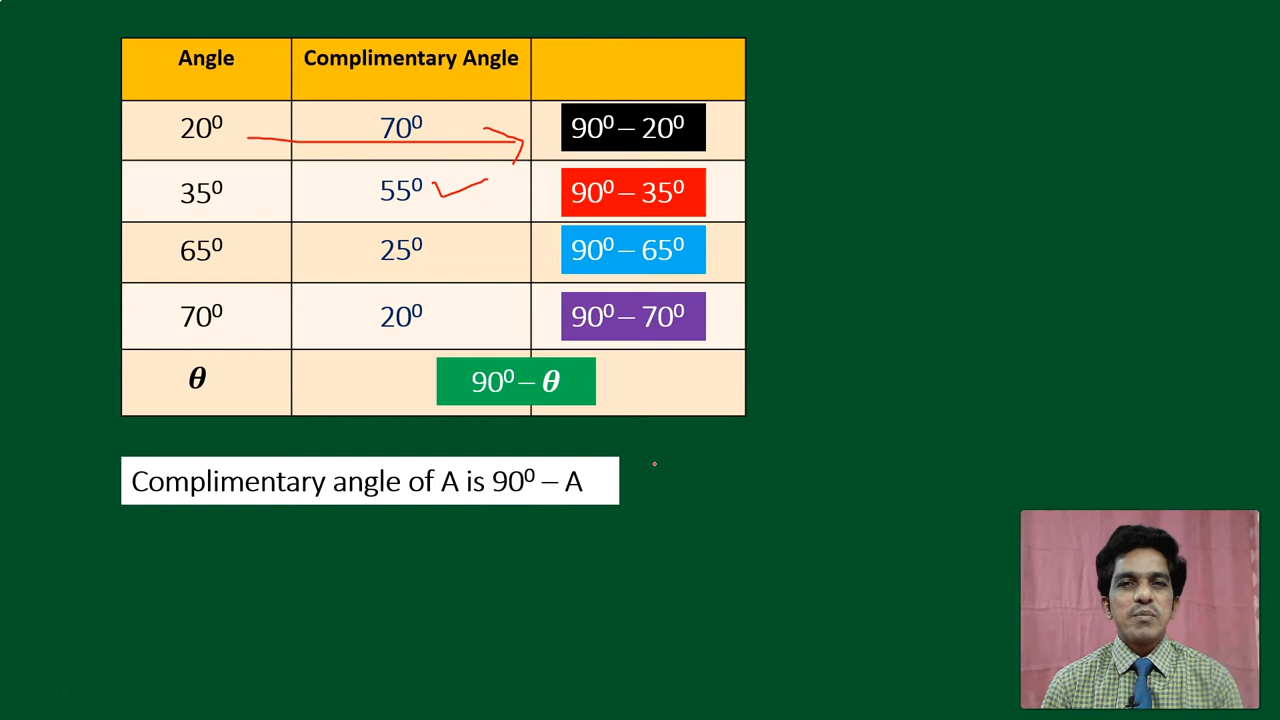 Angle Complimentary Angle
20⁰ 70⁰ 90⁰ – 20⁰
35⁰ 55⁰ 90⁰ – 35⁰
65⁰ 25⁰ 90⁰ – 65⁰
70⁰ 20⁰ 90⁰ – 70⁰
θ 90⁰ – θ
Complimentary angle of A is 90⁰ – A